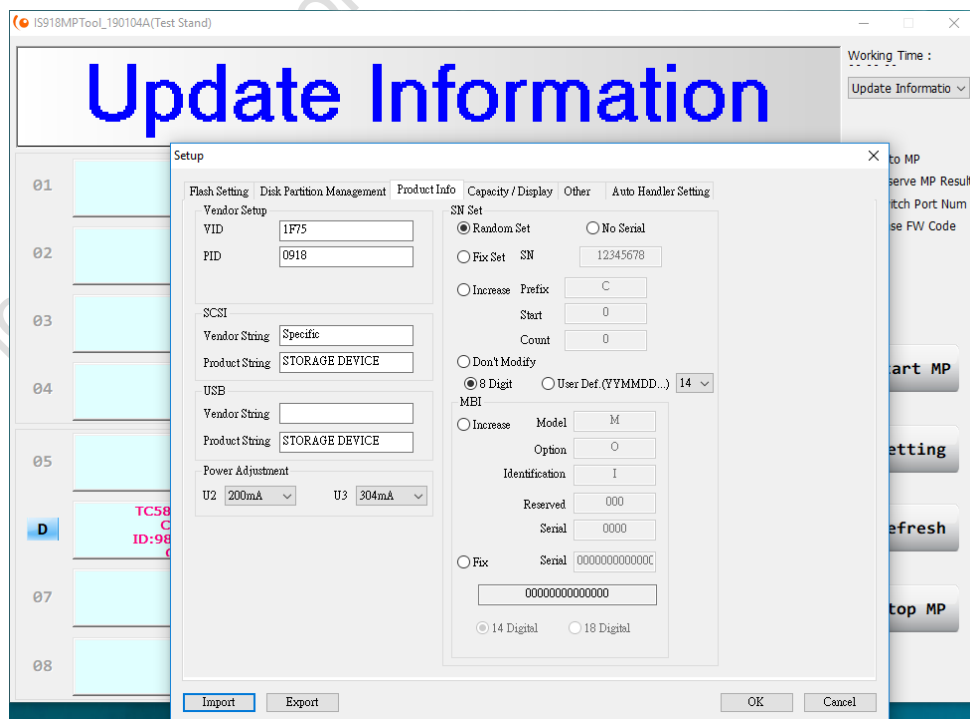 IS918MPTool_190104A(Test Stand)
Update Information
Working Time :
Update Informatio
to MP
serve MP Result
itch Port Num
se FW Code
01
02
03
04
05
D
07
08
TC58
C
ID:98
art MP
etting
efresh
top MP
Setup
Flash Setting Disk Partition Management Product Info Capacity / Display Other Auto Handler Setting
Vendor Setup
VID 1F75
PID 0918
SCSI
Vendor String Specific
Product String STORAGE DEVICE
USB
Vendor String
Product String STORAGE DEVICE
Power Adjustment
U2 200mA U3 304mA
SN Set
Random Set No Serial
Fix Set SN 12345678
Increase Prefix C
Start 0
Count 0
Don't Modify
8 Digit User Def.(YYMMDD...) 14
MBI
Increase Model M
Option O
Identification I
Reserved 000
Serial 0000
Fix Serial 000000000000C
00000000000000
14 Digital 18 Digital
Import Export OK Cancel